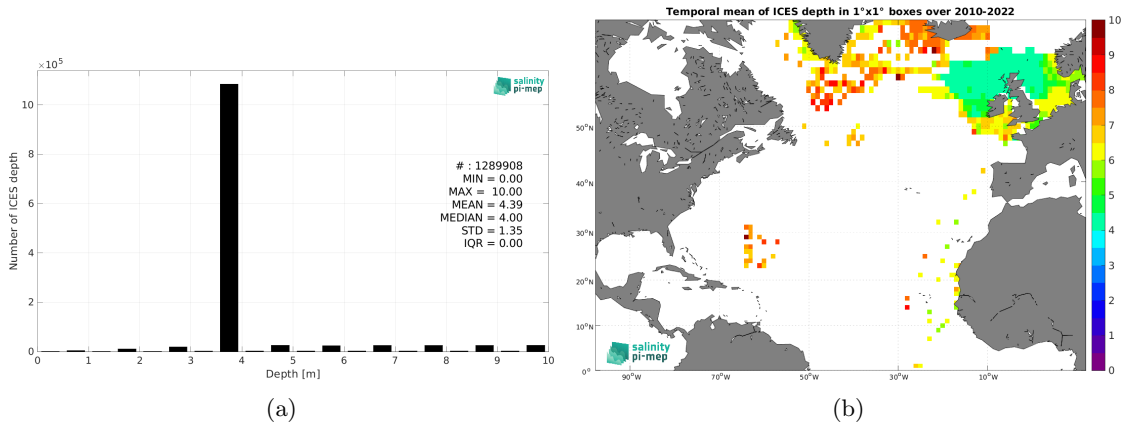 Temporal mean of ICES depth in 1°x1° boxes over 2010-2022
×10⁵
10
8
6
4
2
0
Number of ICES depth
salinity
pi-mep
# : 1289908
MIN = 0.00
MAX = 10.00
MEAN = 4.39
MEDIAN = 4.00
STD = 1.35
IQR = 0.00
0 1 2 3 4 5 6 7 8 9 10
Depth [m]
(a)
50°N
40°N
30°N
20°N
10°N
0°
90°W 70°W 50°W 30°W 10°W
salinity
pi-mep
10
9
8
7
6
5
4
3
2
1
0
(b)